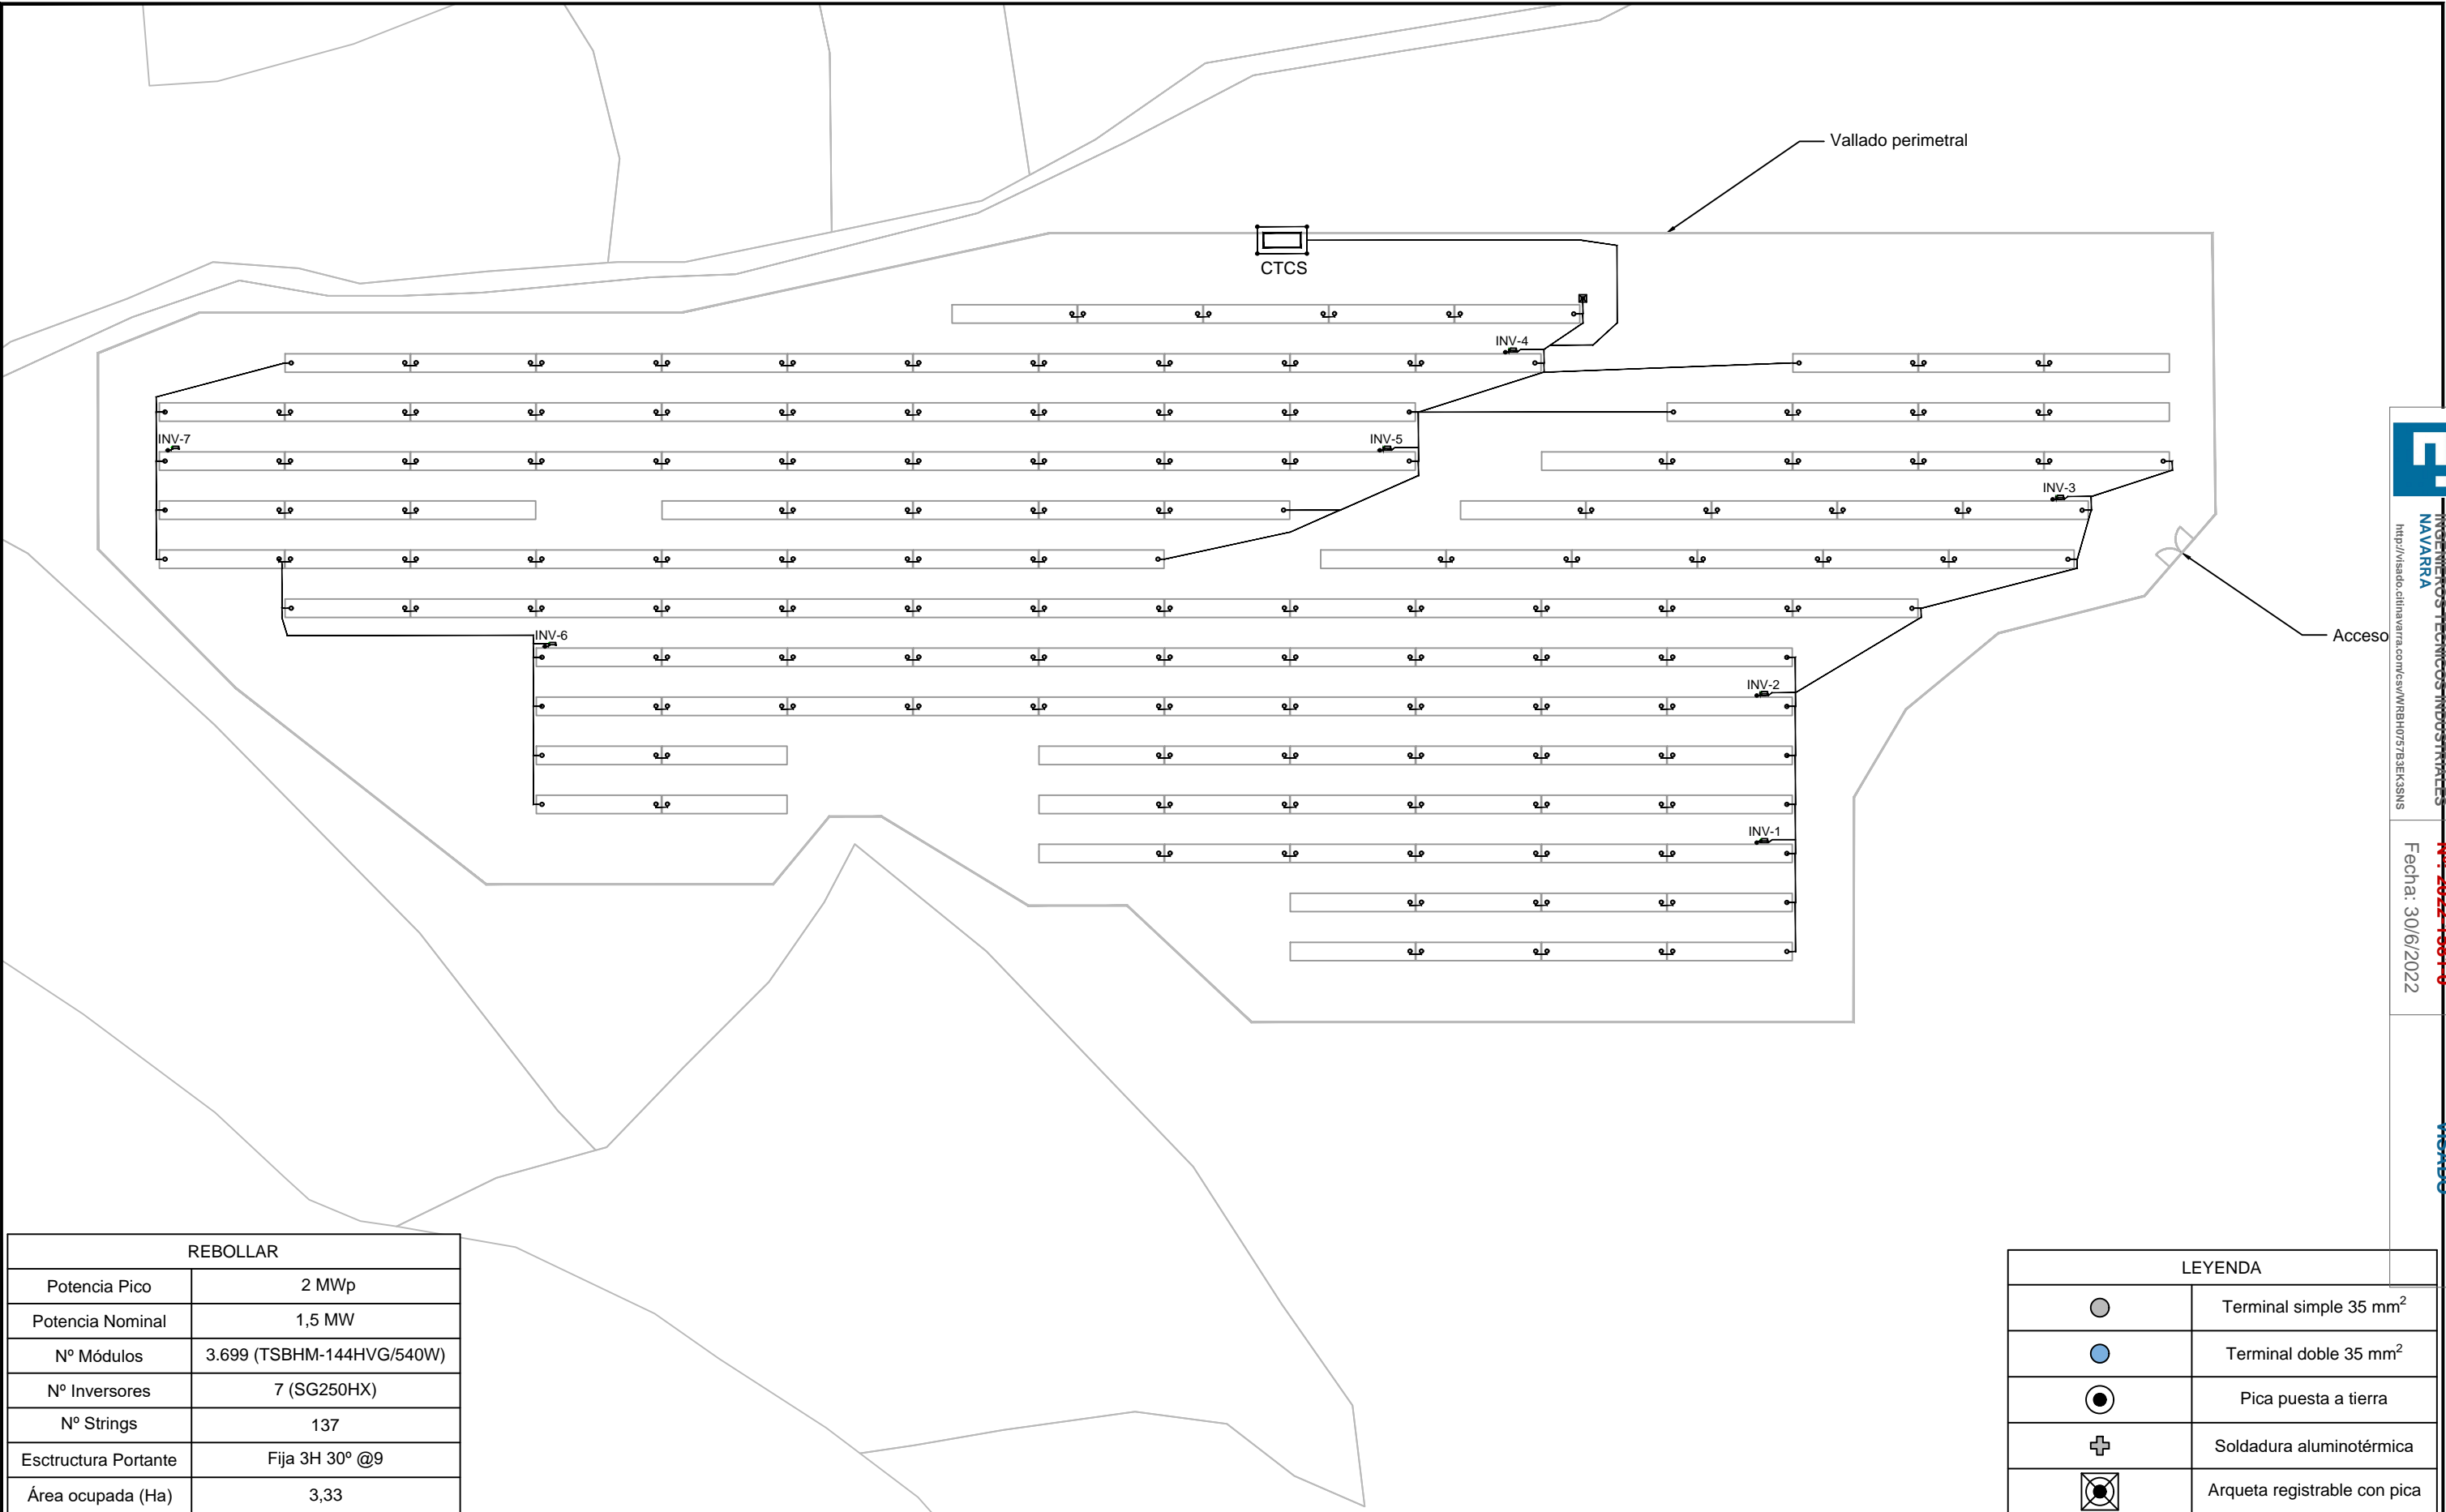 Vallado perimetral
CTCS
INV-4
INV-7
INV-5
INV-3
INV-6
INV-2
INV-1
Acceso
INGENIEROS TECNICOS INDUSTRIALES
NAVARRA
http://visado.citinavarra.com/csv/WRBH0757B3EK3SNS
Fecha: 30/6/2022
VISADO
REBOLLAR
Potencia Pico 2 MWp
Potencia Nominal 1,5 MW
Nº Módulos 3.699 (TSBHM-144HVG/540W)
Nº Inversores 7 (SG250HX)
Nº Strings 137
Esctructura Portante Fija 3H 30º @9
Área ocupada (Ha) 3,33
LEYENDA
Terminal simple 35 mm²
Terminal doble 35 mm²
Pica puesta a tierra
Soldadura aluminotérmica
Arqueta registrable con pica